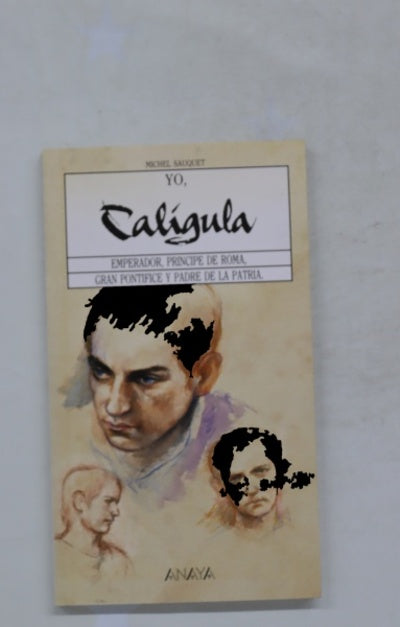 MICHEL SAUQUET
YO,
Calígula
EMPERADOR, PRINCIPE DE ROMA,
GRAN PONTIFICE Y PADRE DE LA PATRIA.
ANAYA